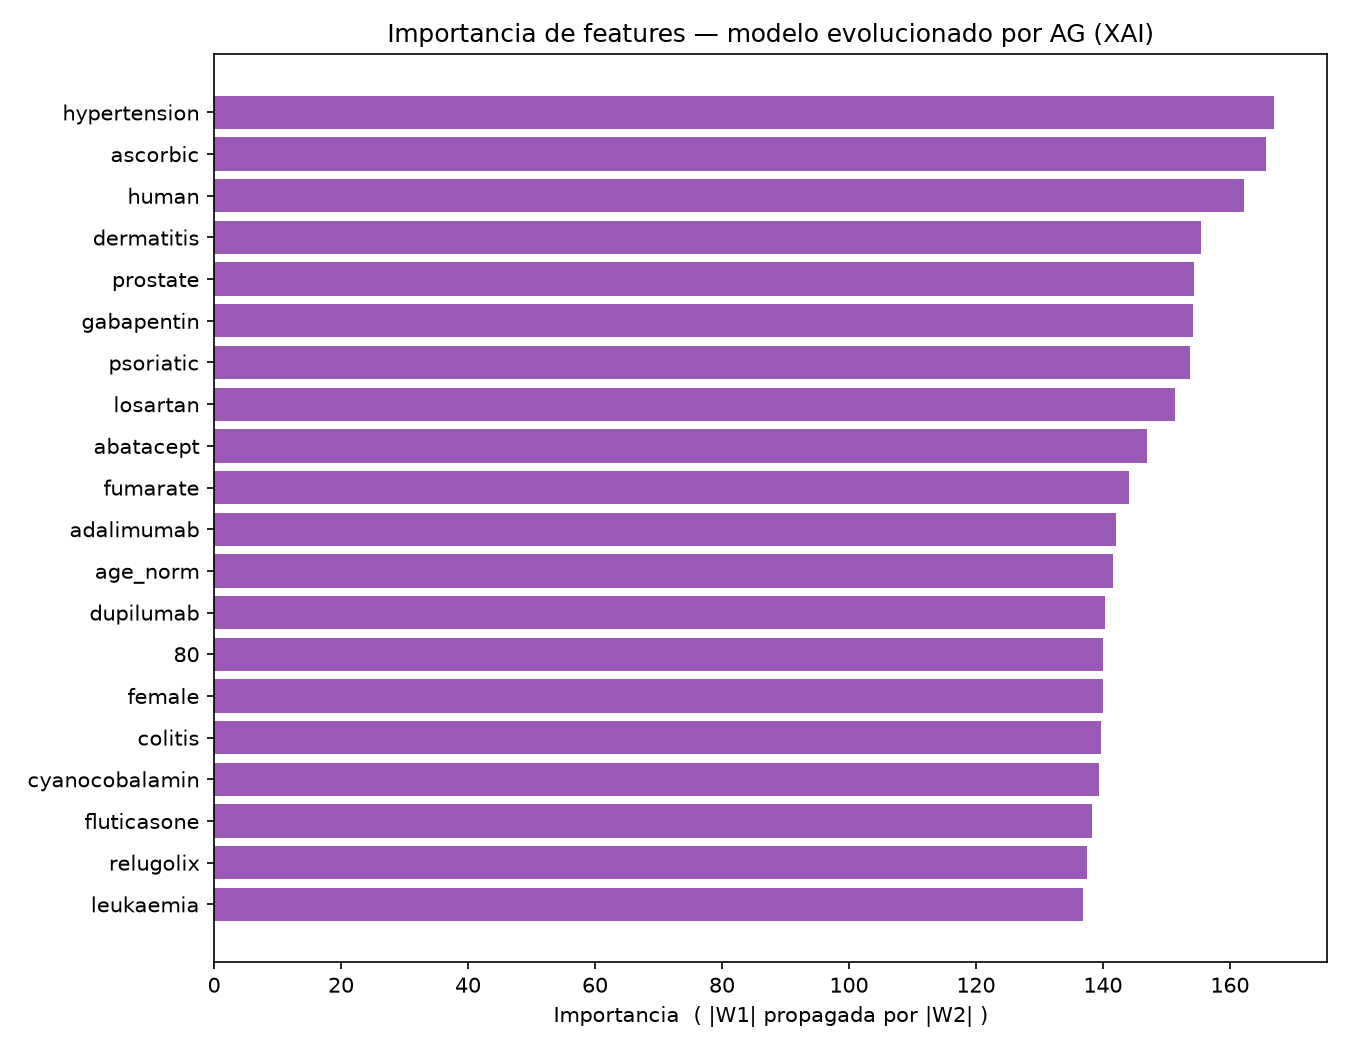 Importancia de features — modelo evolucionado por AG (XAI)
hypertension
ascorbic
human
dermatitis
prostate
gabapentin
psoriatic
losartan
abatacept
fumarate
adalimumab
age_norm
dupilumab
80
female
colitis
cyanocobalamin
fluticasone
relugolix
leukaemia
0 20 40 60 80 100 120 140 160
Importancia ( |W1| propagada por |W2| )